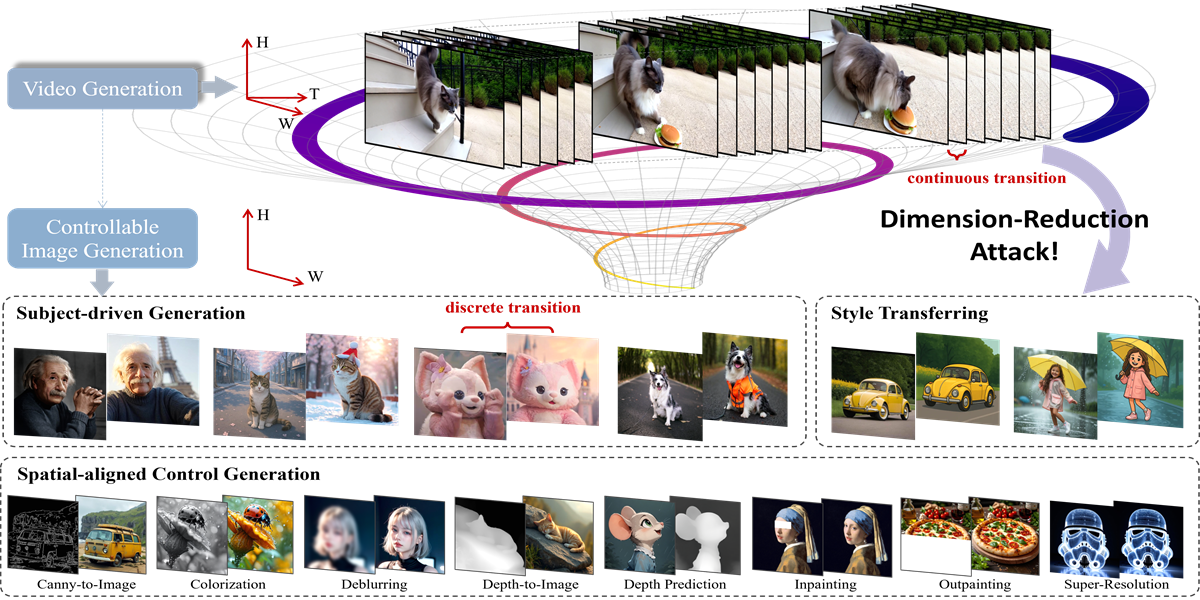 Video Generation
H
T
W
continuous transition
Dimension-Reduction
Attack!
Controllable
Image Generation
H
W
Subject-driven Generation
discrete transition
Style Transferring
Spatial-aligned Control Generation
Canny-to-Image
Colorization
Deblurring
Depth-to-Image
Depth Prediction
Inpainting
Outpainting
Super-Resolution